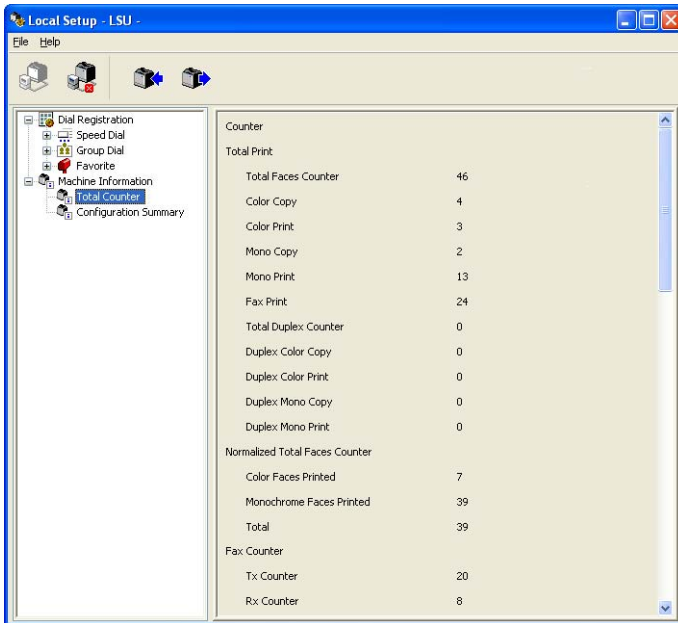 Local Setup - LSU -
File Help
Dial Registration
Speed Dial
Group Dial
Favorite
Machine Information
Total Counter
Configuration Summary
Counter
Total Print
Total Faces Counter 46
Color Copy 4
Color Print 3
Mono Copy 2
Mono Print 13
Fax Print 24
Total Duplex Counter 0
Duplex Color Copy 0
Duplex Color Print 0
Duplex Mono Copy 0
Duplex Mono Print 0
Normalized Total Faces Counter
Color Faces Printed 7
Monochrome Faces Printed 39
Total 39
Fax Counter
Tx Counter 20
Rx Counter 8